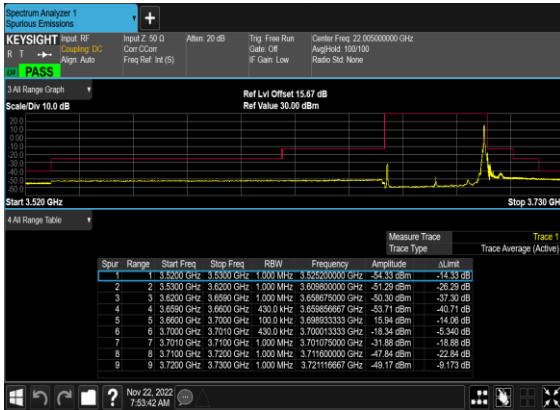 Spectrum Analyzer 1
Spurious Emissions
KEYSIGHT Input: RF Input Z: 50 Ω Atten: 20 dB Trig: Free Run Center Freq: 22.005000000 GHz
R T Coupling: DC Corr CCorr Gate: Off Avg|Hold: 100/100
Align: Auto Freq Ref: Int (S) IF Gain: Low Radio Std: None
PASS
3 All Range Graph Ref Lvl Offset 15.67 dB
Scale/Div 10.0 dB Ref Value 30.00 dBm
20.0
10.0
0.00
-10.0
-20.0
-30.0
-40.0
-50.0
-60.0
Start 3.520 GHz Stop 3.730 GH
4 All Range Table
Measure Trace Trace 1
Trace Type Trace Average (Active)
Spur Range Start Freq Stop Freq RBW Frequency Amplitude ΔLimit
1 1 3.5200 GHz 3.5300 GHz 1.000 MHz 3.525200000 GHz -54.33 dBm -14.33 dB
2 2 3.5300 GHz 3.6200 GHz 1.000 MHz 3.609800000 GHz -51.29 dBm -26.29 dB
3 3 3.6200 GHz 3.6590 GHz 1.000 MHz 3.658675000 GHz -50.30 dBm -37.30 dB
4 4 3.6590 GHz 3.6600 GHz 430.0 kHz 3.659856667 GHz -53.71 dBm -40.71 dB
5 5 3.6600 GHz 3.7000 GHz 100.0 kHz 3.698933333 GHz 15.94 dBm -14.06 dB
6 6 3.7000 GHz 3.7010 GHz 430.0 kHz 3.700013333 GHz -18.34 dBm -5.340 dB
7 7 3.7010 GHz 3.7100 GHz 1.000 MHz 3.701075000 GHz -31.88 dBm -18.88 dB
8 8 3.7100 GHz 3.7200 GHz 1.000 MHz 3.711600000 GHz -47.84 dBm -22.84 dB
9 9 3.7200 GHz 3.7300 GHz 1.000 MHz 3.721116667 GHz -49.17 dBm -9.173 dB
Nov 22, 2022
7:53:42 AM